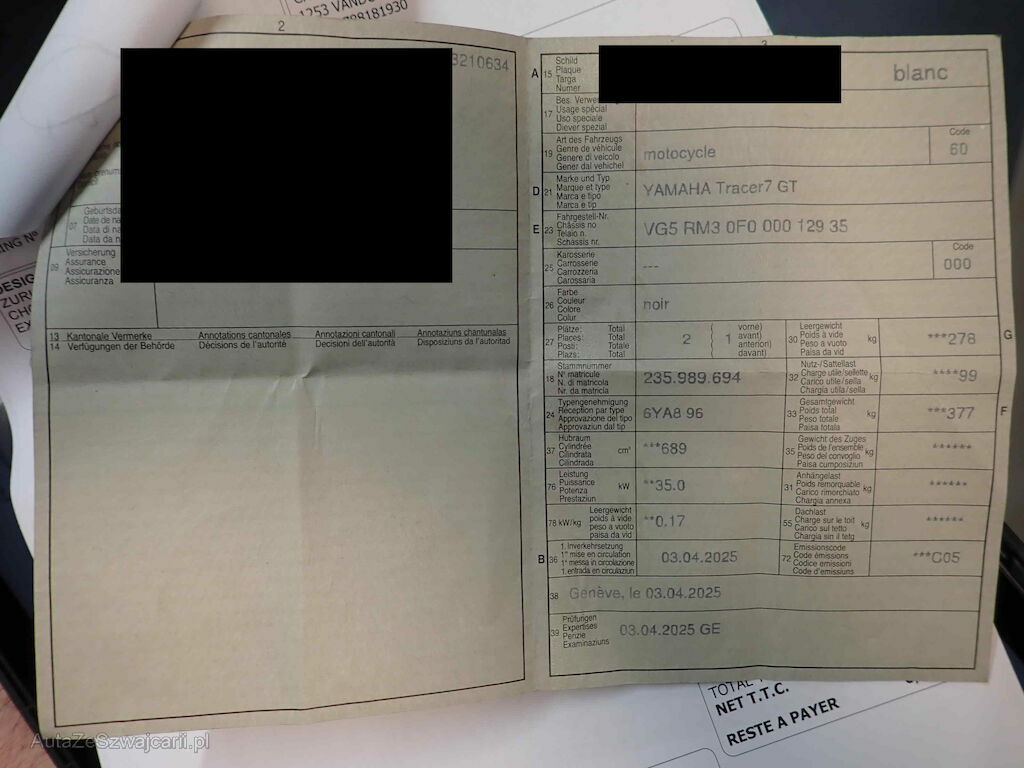 1253 VAND
798181930
2
3210634
07
Geburtsda
Date de na
Data di na
Data da n
09
Versicherung
Assurance
Assicurazione
Assicuranza
13 Kantonale Vermerke Annotations cantonales Annotazioni cantonali Annotaziuns chantunalas
14 Verfügungen der Behörde Décisions de l'autorité Decisioni dell'autorità Disposiziuns da l'autoritad
3
A 15 Schild
Plaque
Targa
Numer
blanc
17 Bes. Verwe
Usage spécial
Uso speciale
Diever spezial
19 Art des Fahrzeugs
Genre de véhicule
Genere di veicolo
Gener dal vehichel
motocycle
Code
60
D 21 Marke und Typ
Marque et type
Marca e tipo
Marca e tip
YAMAHA Tracer7 GT
E 23 Fahrgestell-Nr.
Châssis no
Telaio n.
Schassis nr.
VG5 RM3 0F0 000 129 35
25 Karosserie
Carrosserie
Carrozzeria
Carossaria
---
Code
000
26 Farbe
Couleur
Colore
Colur
noir
27 Plätze: Total
Places: Total
Posti: Totale
Plazs: Total
2 ( 1 vorne)
avant)
anteriori)
davant)
30 Leergewicht
Poids à vide
Peso a vuoto
Paisa da vid
kg
***278
G
18 Stammnummer
N° matricule
N. di matricola
Nr. da matricla
235.989.694
32 Nutz-/Sattellast
Charge utile/sellette
Carico utile/sella
Chargia utila/sella
kg
****99
24 Typengenehmigung
Réception par type
Approvazione del tipo
Approvaziun dal tip
6YA8 96
33 Gesamtgewicht
Poids total
Peso totale
Paisa totala
kg
***377
F
37 Hubraum
Cylindrée
Cilindrata
Cilindrada
cm³
***689
35 Gewicht des Zuges
Poids de l'ensemble
Peso del convoglio
Paisa cumposiziun
kg
******
76 Leistung
Puissance
Potenza
Prestaziun
kW
**35.0
31 Anhängelast
Poids remorquable
Carico rimorchiato
Chargia annexa
kg
******
78 kW/kg Leergewicht
poids à vide
peso a vuoto
paisa da vid
**0.17
55 Dachlast
Charge sur le toit
Carico sul tetto
Chargia sin il tetg
kg
******
B 36 1. Inverkehrsetzung
1re mise en circulation
1a messa in circolazione
1. entrada en circulaziun
03.04.2025
72 Emissionscode
Code émissions
Codice emissioni
Code d'emissiuns
***C05
38 Genève, le 03.04.2025
39 Prüfungen
Expertises
Perizie
Examinaziuns
03.04.2025 GE
NET T.T.C.
RESTE A PAYER
AutaZeSzwajcarii.pl